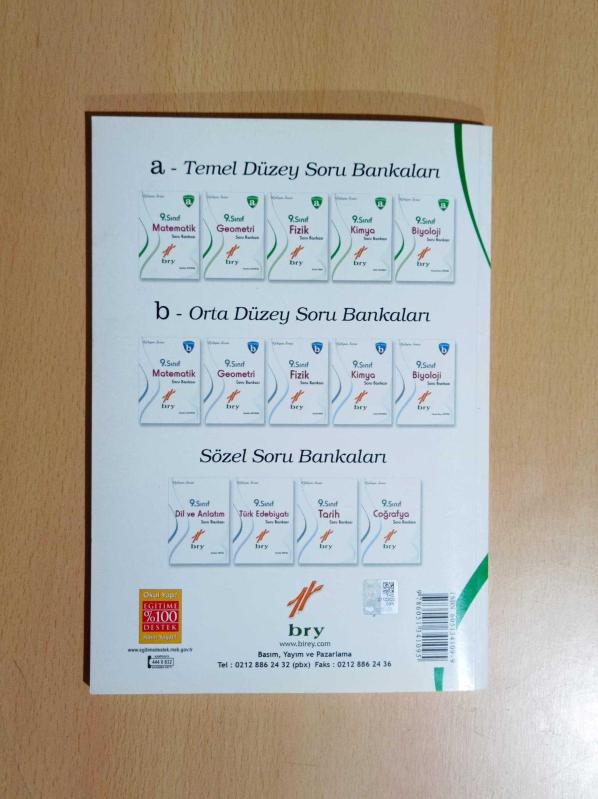 a - Temel Düzey Soru Bankaları
9.Sınıf Matematik Soru Bankası bry
9.Sınıf Geometri Soru Bankası bry
9.Sınıf Fizik Soru Bankası bry
9.Sınıf Kimya Soru Bankası bry
9.Sınıf Biyoloji Soru Bankası bry
b - Orta Düzey Soru Bankaları
9.Sınıf Matematik Soru Bankası bry
9.Sınıf Geometri Soru Bankası bry
9.Sınıf Fizik Soru Bankası bry
9.Sınıf Kimya Soru Bankası bry
9.Sınıf Biyoloji Soru Bankası bry
Sözel Soru Bankaları
9.Sınıf Dil ve Anlatım Soru Bankası bry
9.Sınıf Türk Edebiyatı Soru Bankası bry
9.Sınıf Tarih Soru Bankası bry
9.Sınıf Coğrafya Soru Bankası bry
Okul Yap!
EĞİTİME
%100
DESTEK
www.egitimedestek.meb.gov.tr
444 0 632
bry
www.birey.com
Basım, Yayım ve Pazarlama
Tel : 0212 886 24 32 (pbx) Faks : 0212 886 24 36